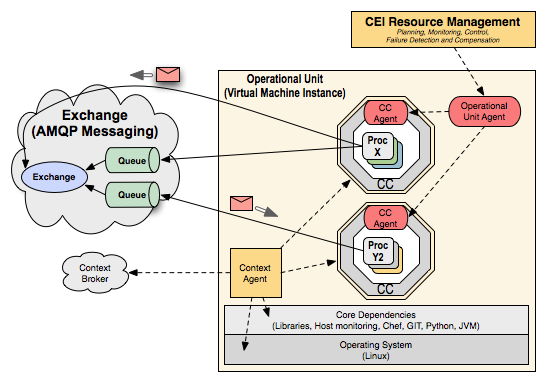 CEI Resource Management
Planning, Monitoring, Control,
Failure Detection and Compensation
Operational Unit
(Virtual Machine Instance)
Exchange
(AMQP Messaging)
Queue
Exchange
Queue
CC
Agent
Operational
Unit Agent
Proc
X
CC
CC
Agent
Proc
Y2
CC
Context
Broker
Context
Agent
Core Dependencies
(Libraries, Host monitoring, Chef, GIT, Python, JVM)
Operating System
(Linux)